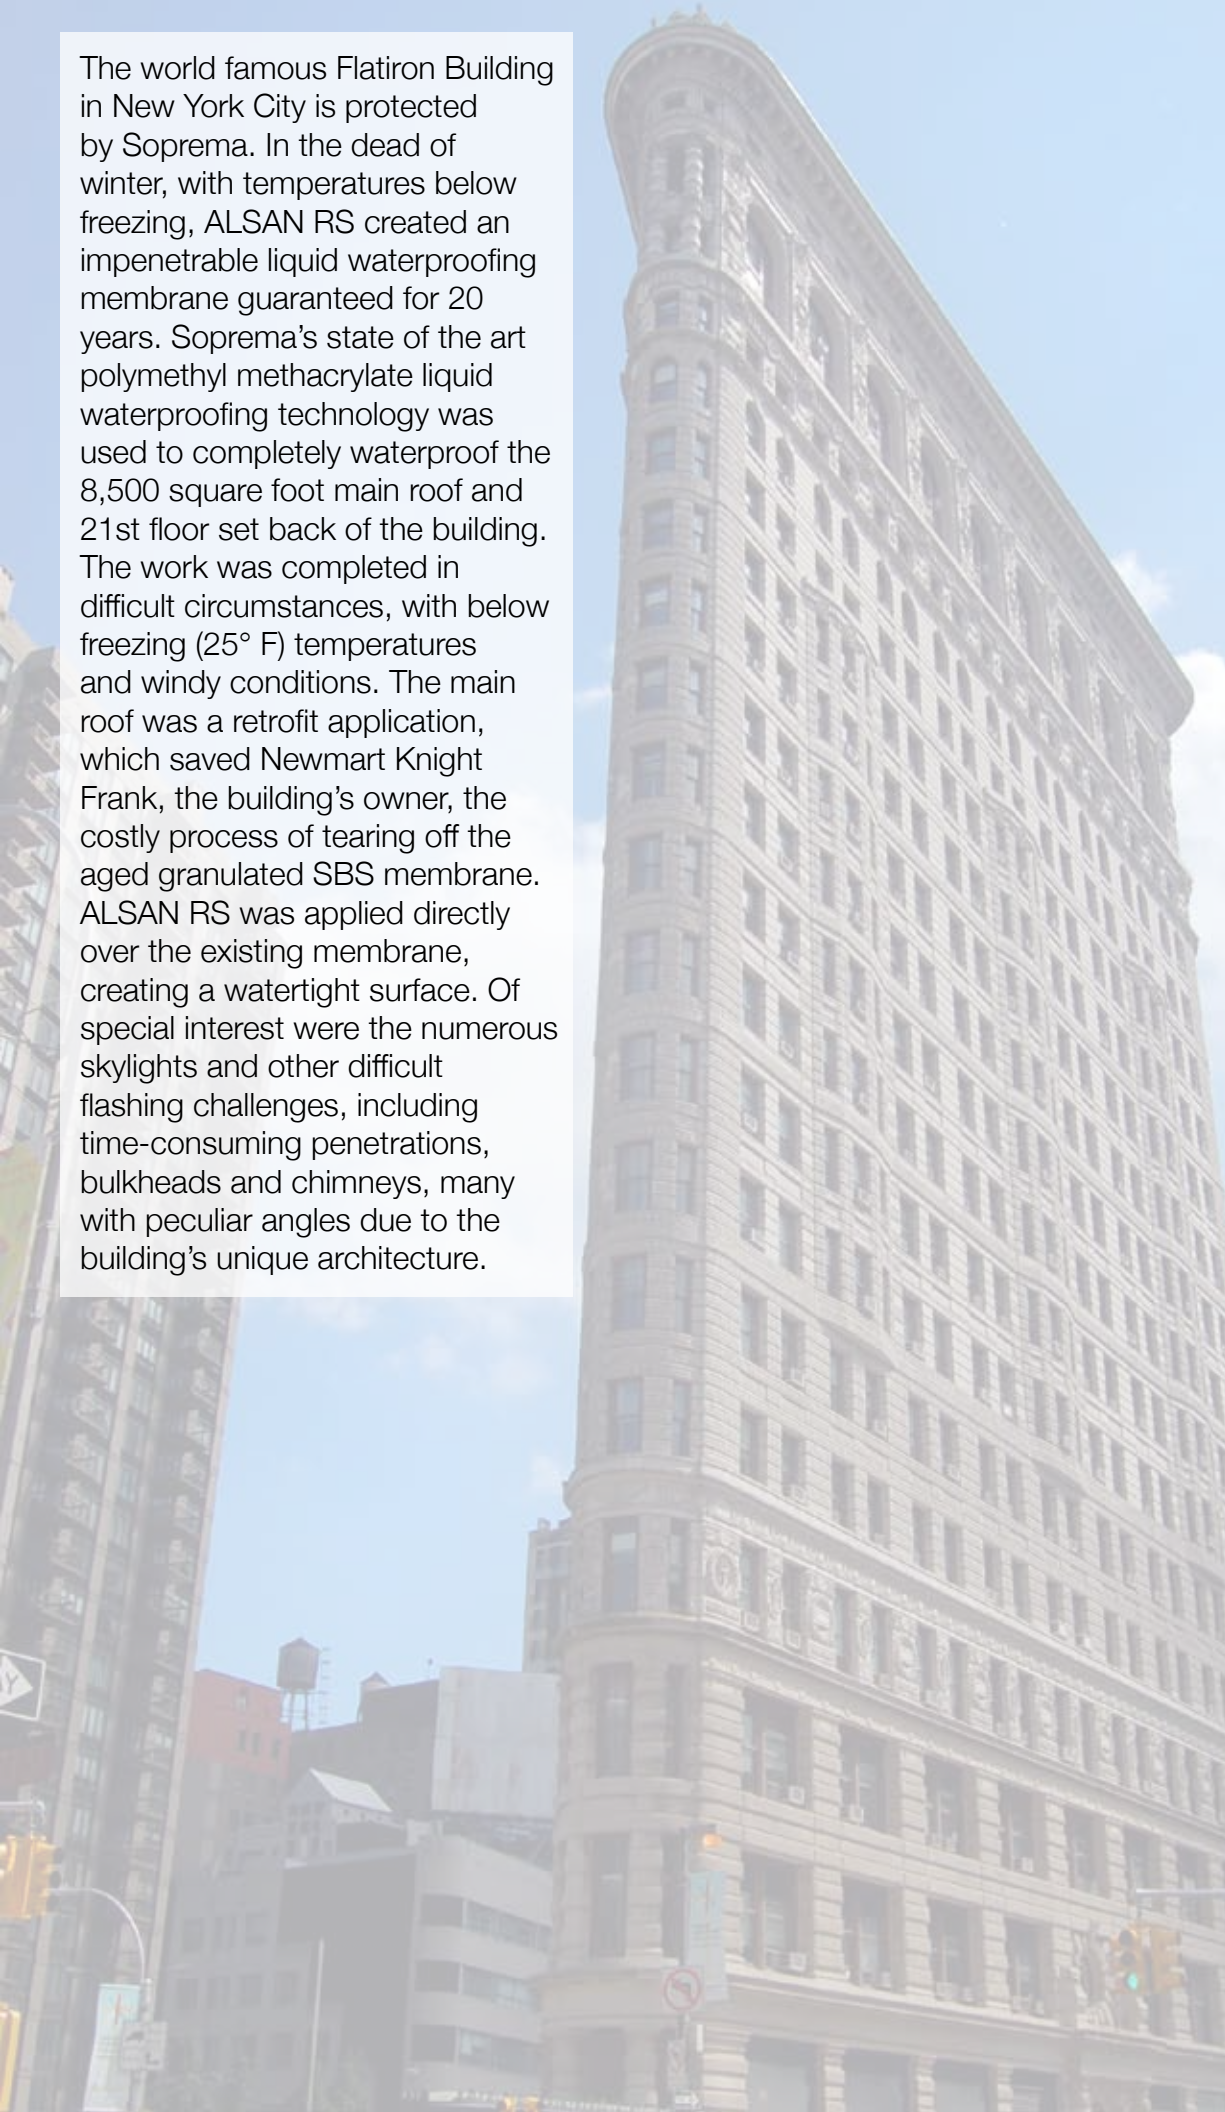 The world famous Flatiron Building
in New York City is protected
by Soprema. In the dead of
winter, with temperatures below
freezing, ALSAN RS created an
impenetrable liquid waterproofing
membrane guaranteed for 20
years. Soprema’s state of the art
polymethyl methacrylate liquid
waterproofing technology was
used to completely waterproof the
8,500 square foot main roof and
21st floor set back of the building.
The work was completed in
difficult circumstances, with below
freezing (25° F) temperatures
and windy conditions. The main
roof was a retrofit application,
which saved Newmart Knight
Frank, the building’s owner, the
costly process of tearing off the
aged granulated SBS membrane.
ALSAN RS was applied directly
over the existing membrane,
creating a watertight surface. Of
special interest were the numerous
skylights and other difficult
flashing challenges, including
time-consuming penetrations,
bulkheads and chimneys, many
with peculiar angles due to the
building’s unique architecture.